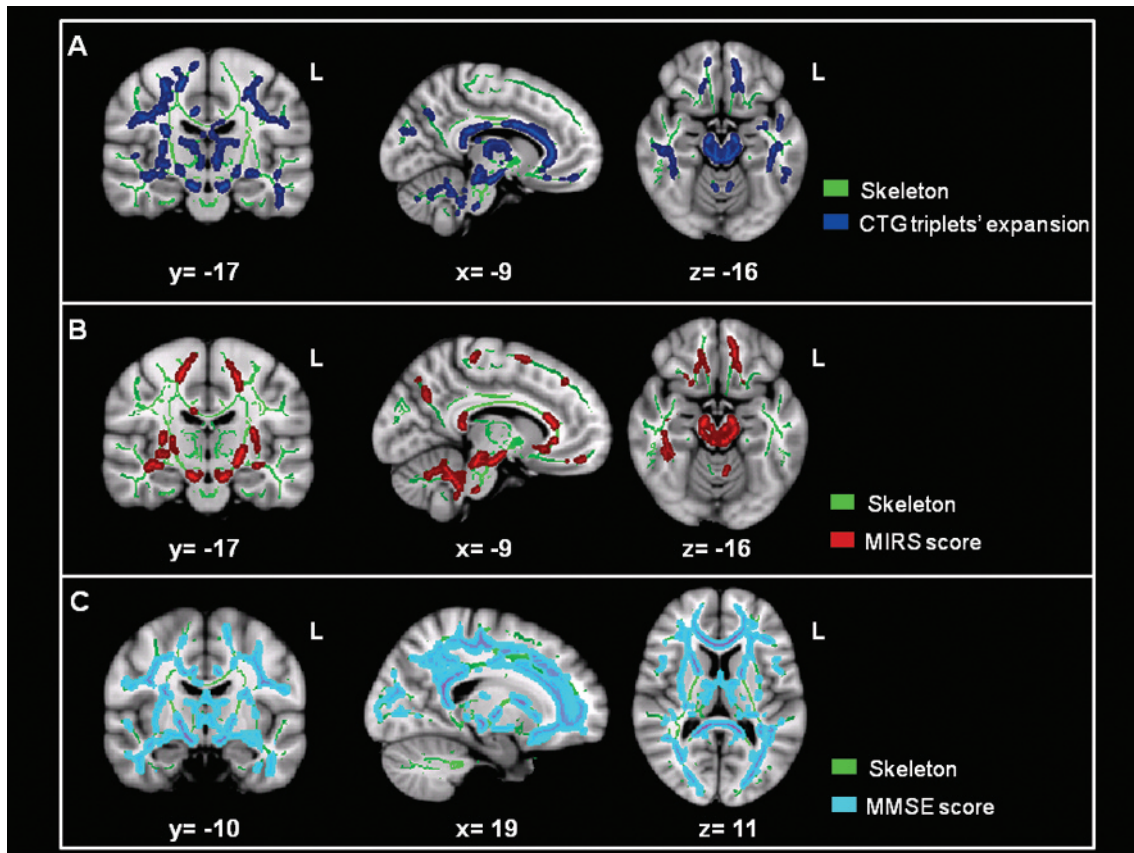 A
L
Skeleton
CTG triplets' expansion
y= -17
x= -9
z= -16
B
L
L
Skeleton
MIRS score
y= -17
x= -9
z= -16
C
L
L
Skeleton
MMSE score
y= -10
x= 19
z= 11